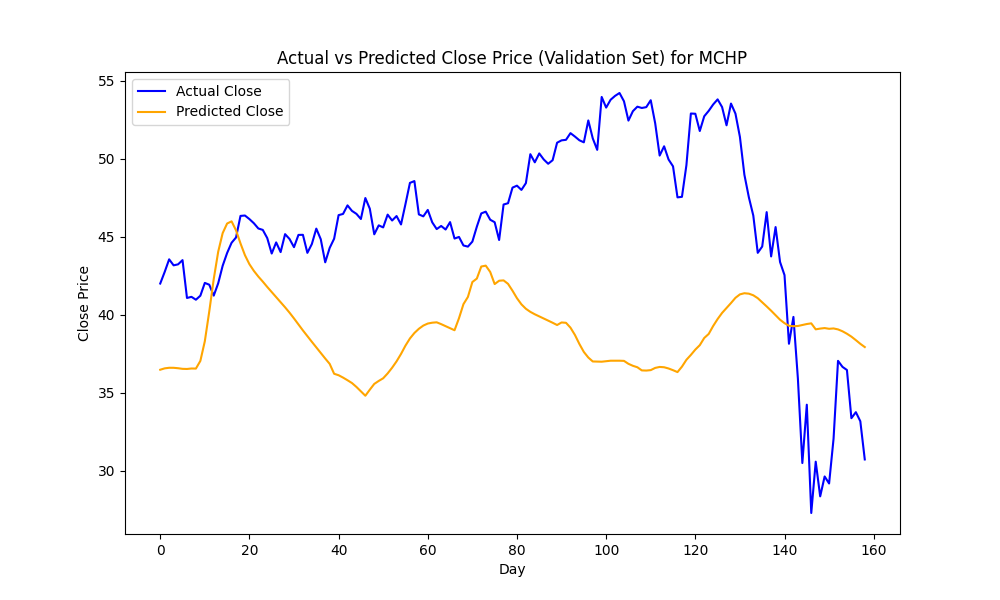 Actual vs Predicted Close Price (Validation Set) for MCHP
Actual Close
Predicted Close
Close Price
55
50
45
40
35
30
0 20 40 60 80 100 120 140 160
Day